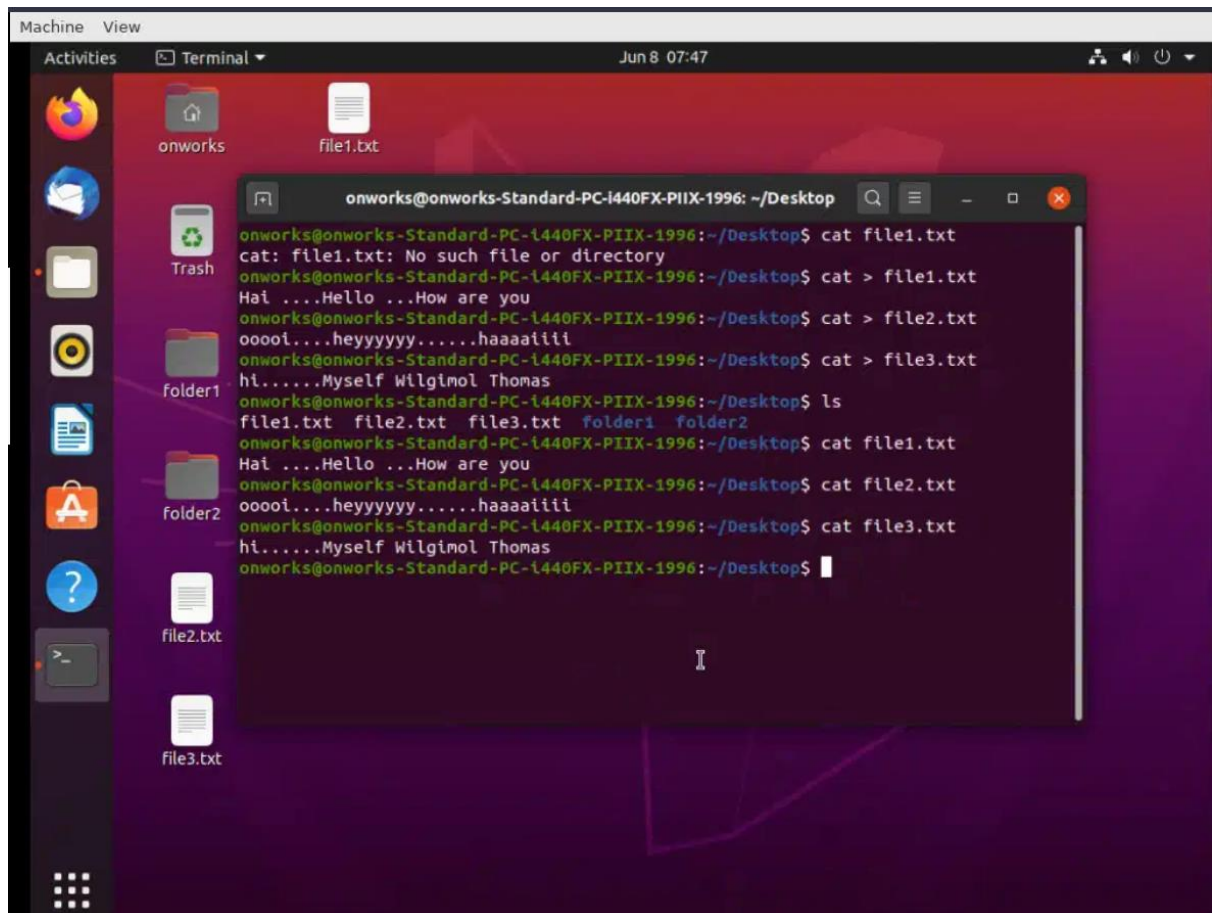 Machine View
Activities Terminal Jun 8 07:47
onworks file1.txt
onworks@onworks-Standard-PC-i440FX-PIIX-1996: ~/Desktop
onworks@onworks-Standard-PC-i440FX-PIIX-1996:~/Desktop$ cat file1.txt
cat: file1.txt: No such file or directory
onworks@onworks-Standard-PC-i440FX-PIIX-1996:~/Desktop$ cat > file1.txt
Hai ....Hello ...How are you
onworks@onworks-Standard-PC-i440FX-PIIX-1996:~/Desktop$ cat > file2.txt
ooooi....heyyyyyy......haaaaiiii
onworks@onworks-Standard-PC-i440FX-PIIX-1996:~/Desktop$ cat > file3.txt
hi......Myself Wilgimol Thomas
onworks@onworks-Standard-PC-i440FX-PIIX-1996:~/Desktop$ ls
file1.txt file2.txt file3.txt folder1 folder2
onworks@onworks-Standard-PC-i440FX-PIIX-1996:~/Desktop$ cat file1.txt
Hai ....Hello ...How are you
onworks@onworks-Standard-PC-i440FX-PIIX-1996:~/Desktop$ cat file2.txt
ooooi....heyyyyyy......haaaaiiii
onworks@onworks-Standard-PC-i440FX-PIIX-1996:~/Desktop$ cat file3.txt
hi......Myself Wilgimol Thomas
onworks@onworks-Standard-PC-i440FX-PIIX-1996:~/Desktop$
Trash
folder1
folder2
file2.txt
file3.txt